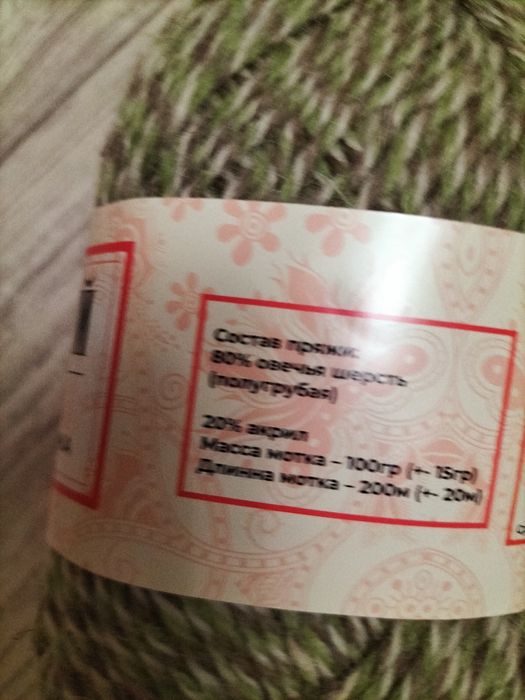 Состав пряжи:
80% овечья шерсть
(полугрубая)
20% акрил
Масса мотка - 100гр (+- 15гр)
Длинна мотка - 200м (+- 20м)